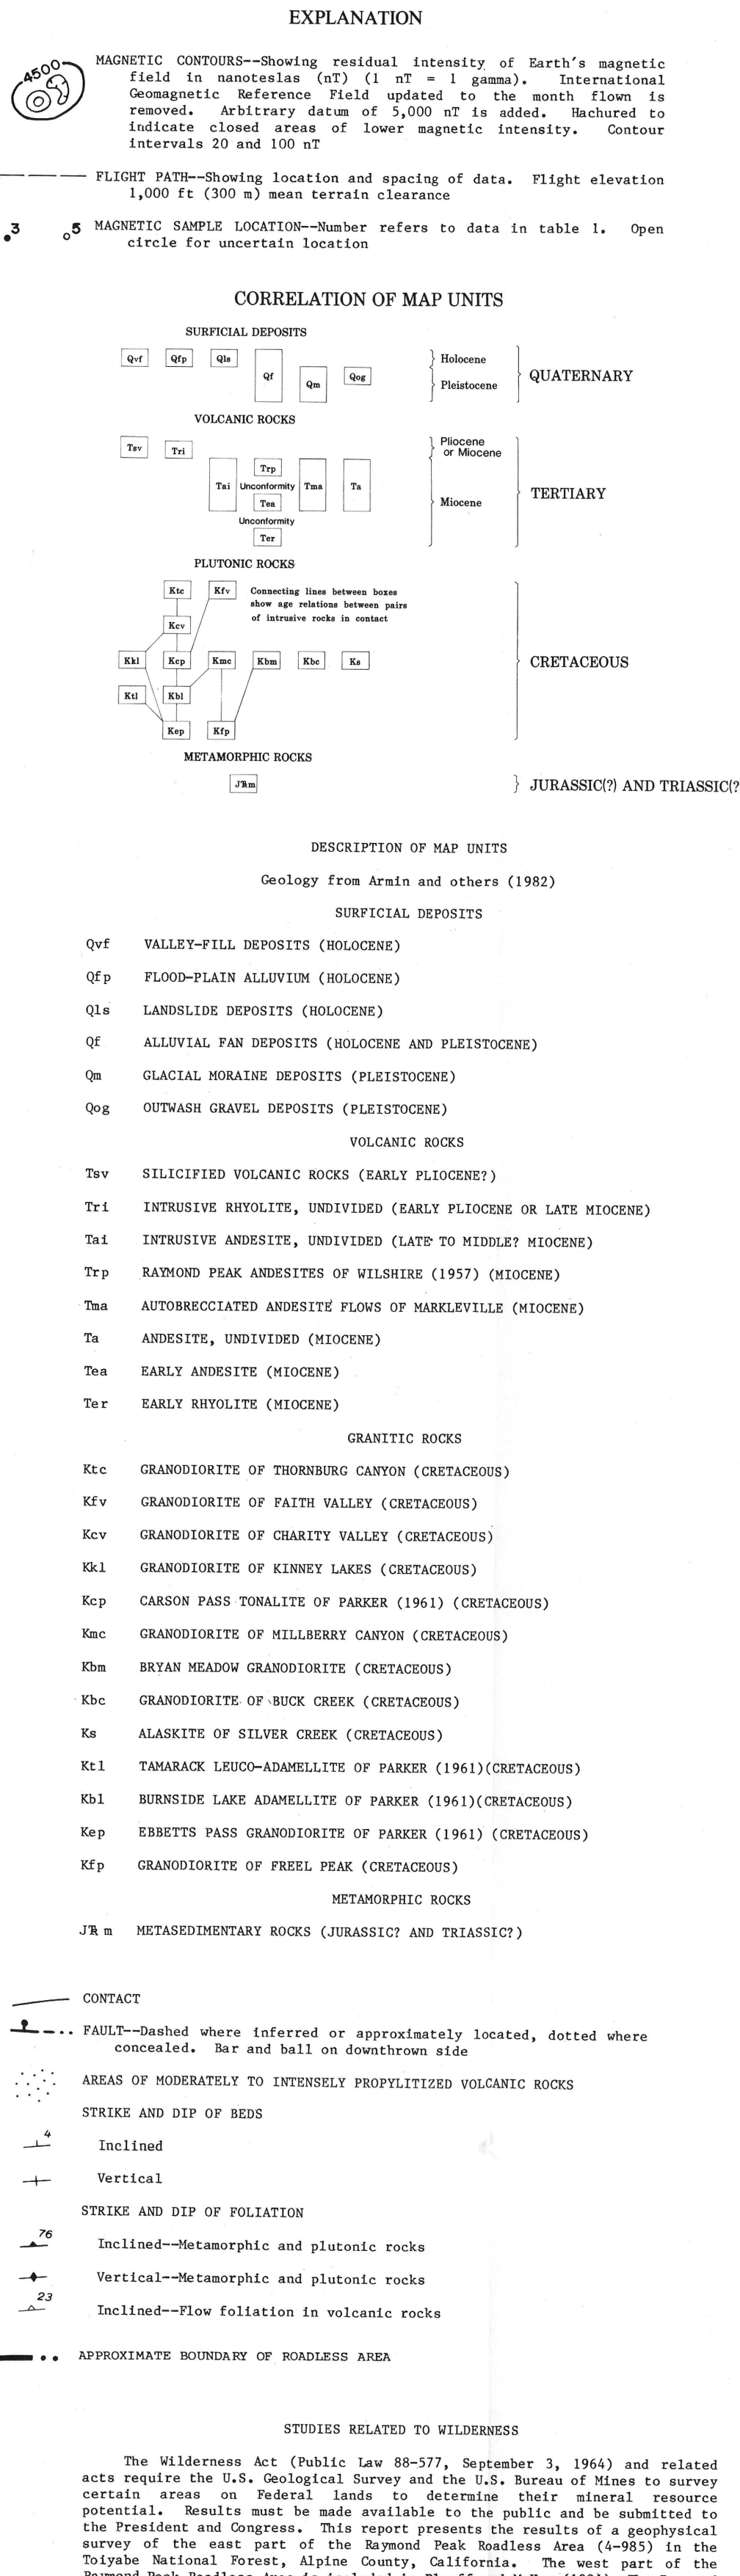 EXPLANATION
4500
MAGNETIC CONTOURS--Showing residual intensity of Earth's magnetic
field in nanoteslas (nT) (1 nT = 1 gamma). International
Geomagnetic Reference Field updated to the month flown is
removed. Arbitrary datum of 5,000 nT is added. Hachured to
indicate closed areas of lower magnetic intensity. Contour
intervals 20 and 100 nT
FLIGHT PATH--Showing location and spacing of data. Flight elevation
1,000 ft (300 m) mean terrain clearance
3 5 MAGNETIC SAMPLE LOCATION--Number refers to data in table 1. Open
circle for uncertain location
CORRELATION OF MAP UNITS
SURFICIAL DEPOSITS
Qvf Qfp Qls Qf Qm Qog
Holocene
Pleistocene
QUATERNARY
VOLCANIC ROCKS
Tsv Tri
Pliocene
or Miocene
Trp
Tai Unconformity Tma Ta
Tea
Miocene
TERTIARY
Unconformity
Ter
PLUTONIC ROCKS
Ktc Kfv
Connecting lines between boxes
show age relations between pairs
of intrusive rocks in contact
Kcv
Kkl Kcp Kmc Kbm Kbc Ks
CRETACEOUS
Ktl Kbl
Kep Kfp
METAMORPHIC ROCKS
JTRm
JURASSIC(?) AND TRIASSIC(?
DESCRIPTION OF MAP UNITS
Geology from Armin and others (1982)
SURFICIAL DEPOSITS
Qvf VALLEY-FILL DEPOSITS (HOLOCENE)
Qfp FLOOD-PLAIN ALLUVIUM (HOLOCENE)
Qls LANDSLIDE DEPOSITS (HOLOCENE)
Qf ALLUVIAL FAN DEPOSITS (HOLOCENE AND PLEISTOCENE)
Qm GLACIAL MORAINE DEPOSITS (PLEISTOCENE)
Qog OUTWASH GRAVEL DEPOSITS (PLEISTOCENE)
VOLCANIC ROCKS
Tsv SILICIFIED VOLCANIC ROCKS (EARLY PLIOCENE?)
Tri INTRUSIVE RHYOLITE, UNDIVIDED (EARLY PLIOCENE OR LATE MIOCENE)
Tai INTRUSIVE ANDESITE, UNDIVIDED (LATE TO MIDDLE? MIOCENE)
Trp RAYMOND PEAK ANDESITES OF WILSHIRE (1957) (MIOCENE)
Tma AUTOBRECCIATED ANDESITE FLOWS OF MARKLEVILLE (MIOCENE)
Ta ANDESITE, UNDIVIDED (MIOCENE)
Tea EARLY ANDESITE (MIOCENE)
Ter EARLY RHYOLITE (MIOCENE)
GRANITIC ROCKS
Ktc GRANODIORITE OF THORNBURG CANYON (CRETACEOUS)
Kfv GRANODIORITE OF FAITH VALLEY (CRETACEOUS)
Kcv GRANODIORITE OF CHARITY VALLEY (CRETACEOUS)
Kkl GRANODIORITE OF KINNEY LAKES (CRETACEOUS)
Kcp CARSON PASS TONALITE OF PARKER (1961) (CRETACEOUS)
Kmc GRANODIORITE OF MILLBERRY CANYON (CRETACEOUS)
Kbm BRYAN MEADOW GRANODIORITE (CRETACEOUS)
Kbc GRANODIORITE OF BUCK CREEK (CRETACEOUS)
Ks ALASKITE OF SILVER CREEK (CRETACEOUS)
Ktl TAMARACK LEUCO-ADAMELLITE OF PARKER (1961)(CRETACEOUS)
Kbl BURNSIDE LAKE ADAMELLITE OF PARKER (1961)(CRETACEOUS)
Kep EBBETTS PASS GRANODIORITE OF PARKER (1961) (CRETACEOUS)
Kfp GRANODIORITE OF FREEL PEAK (CRETACEOUS)
METAMORPHIC ROCKS
JTR m METASEDIMENTARY ROCKS (JURASSIC? AND TRIASSIC?)
CONTACT
FAULT--Dashed where inferred or approximately located, dotted where
concealed. Bar and ball on downthrown side
AREAS OF MODERATELY TO INTENSELY PROPYLITIZED VOLCANIC ROCKS
STRIKE AND DIP OF BEDS
4 Inclined
Vertical
STRIKE AND DIP OF FOLIATION
76 Inclined--Metamorphic and plutonic rocks
Vertical--Metamorphic and plutonic rocks
23 Inclined--Flow foliation in volcanic rocks
APPROXIMATE BOUNDARY OF ROADLESS AREA
STUDIES RELATED TO WILDERNESS
The Wilderness Act (Public Law 88-577, September 3, 1964) and related
acts require the U.S. Geological Survey and the U.S. Bureau of Mines to survey
certain areas on Federal lands to determine their mineral resource
potential. Results must be made available to the public and be submitted to
the President and Congress. This report presents the results of a geophysical
survey of the east part of the Raymond Peak Roadless Area (4-985) in the
Toiyabe National Forest, Alpine County, California. The west part of the